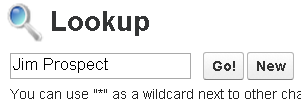 Lookup
Jim Prospect Go! New
You can use "*" as a wildcard next to other cha